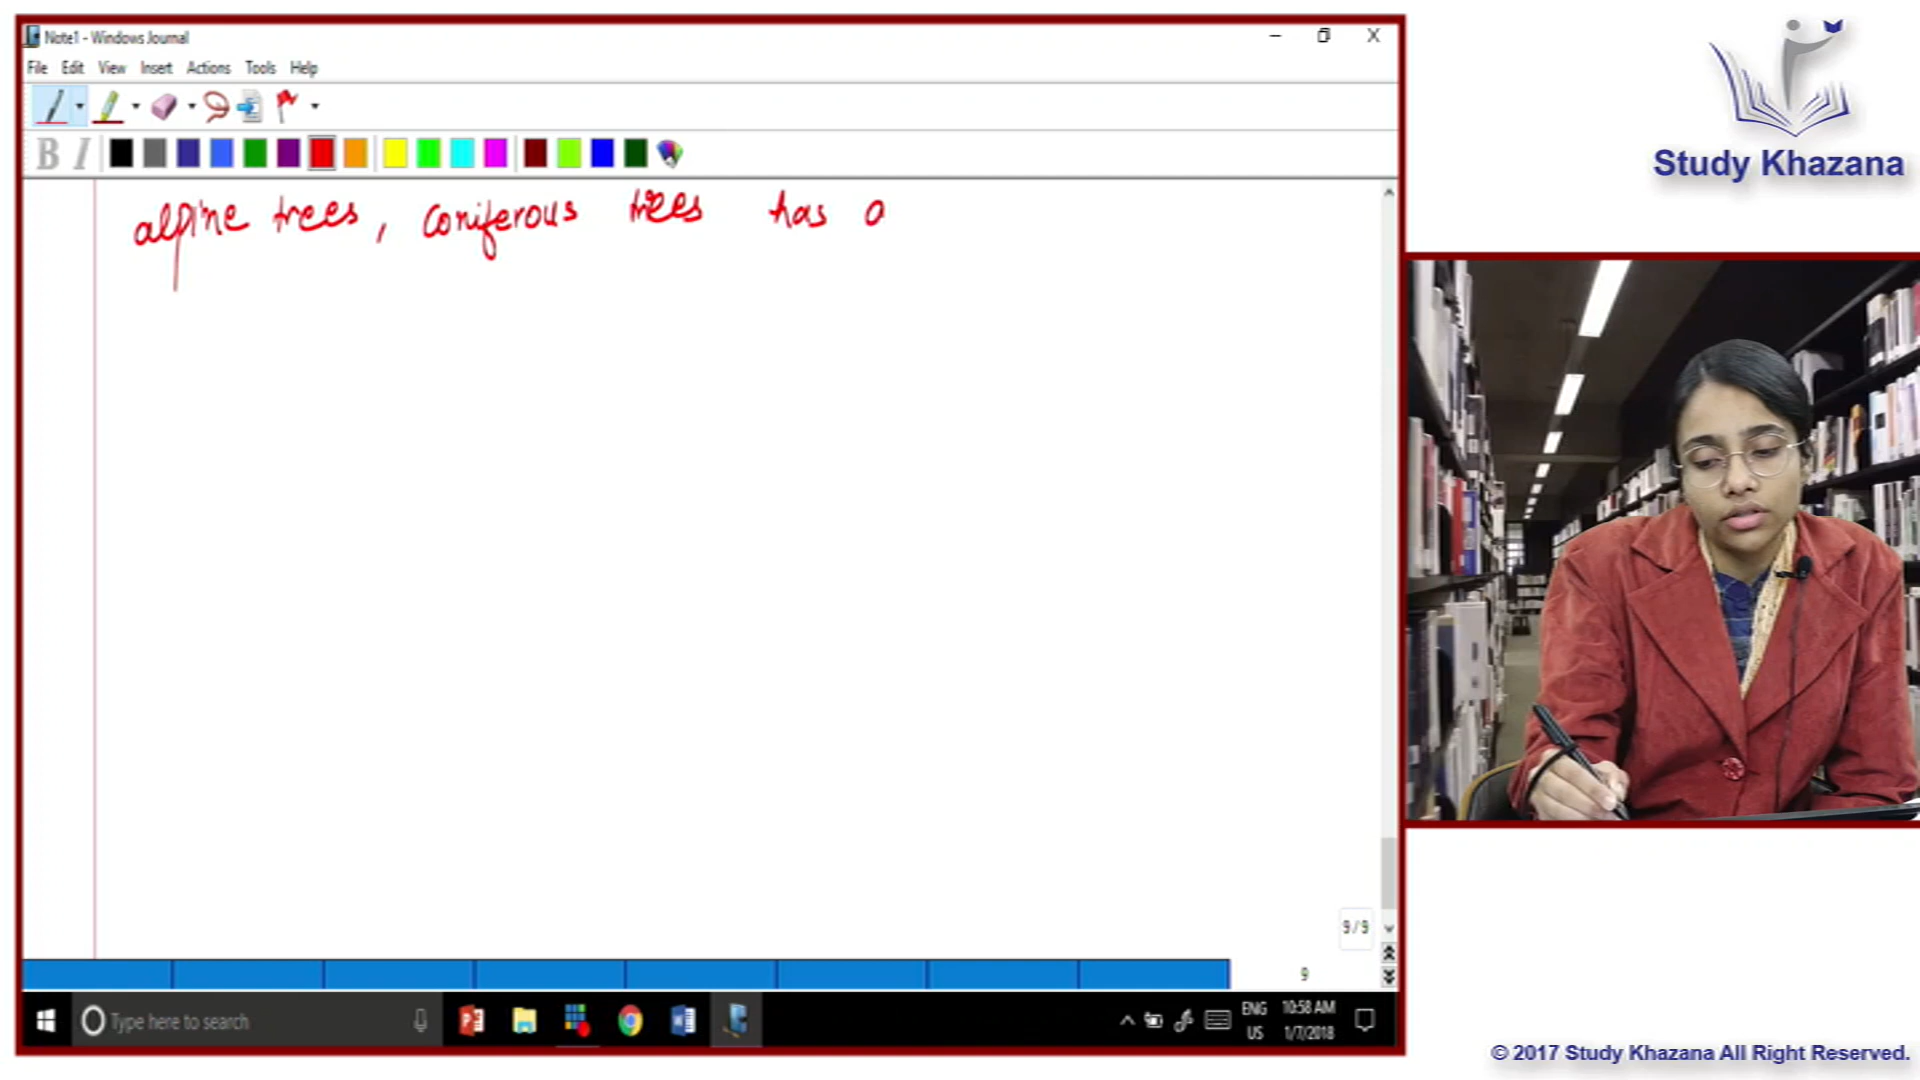 Note1 - Windows Journal
File Edit View Insert Actions Tools Help
B I
alpine trees, coniferous trees has a
9/9
9
Type here to search
ENG
US
10:58 AM
1/7/2018
Study Khazana
© 2017 Study Khazana All Right Reserved.